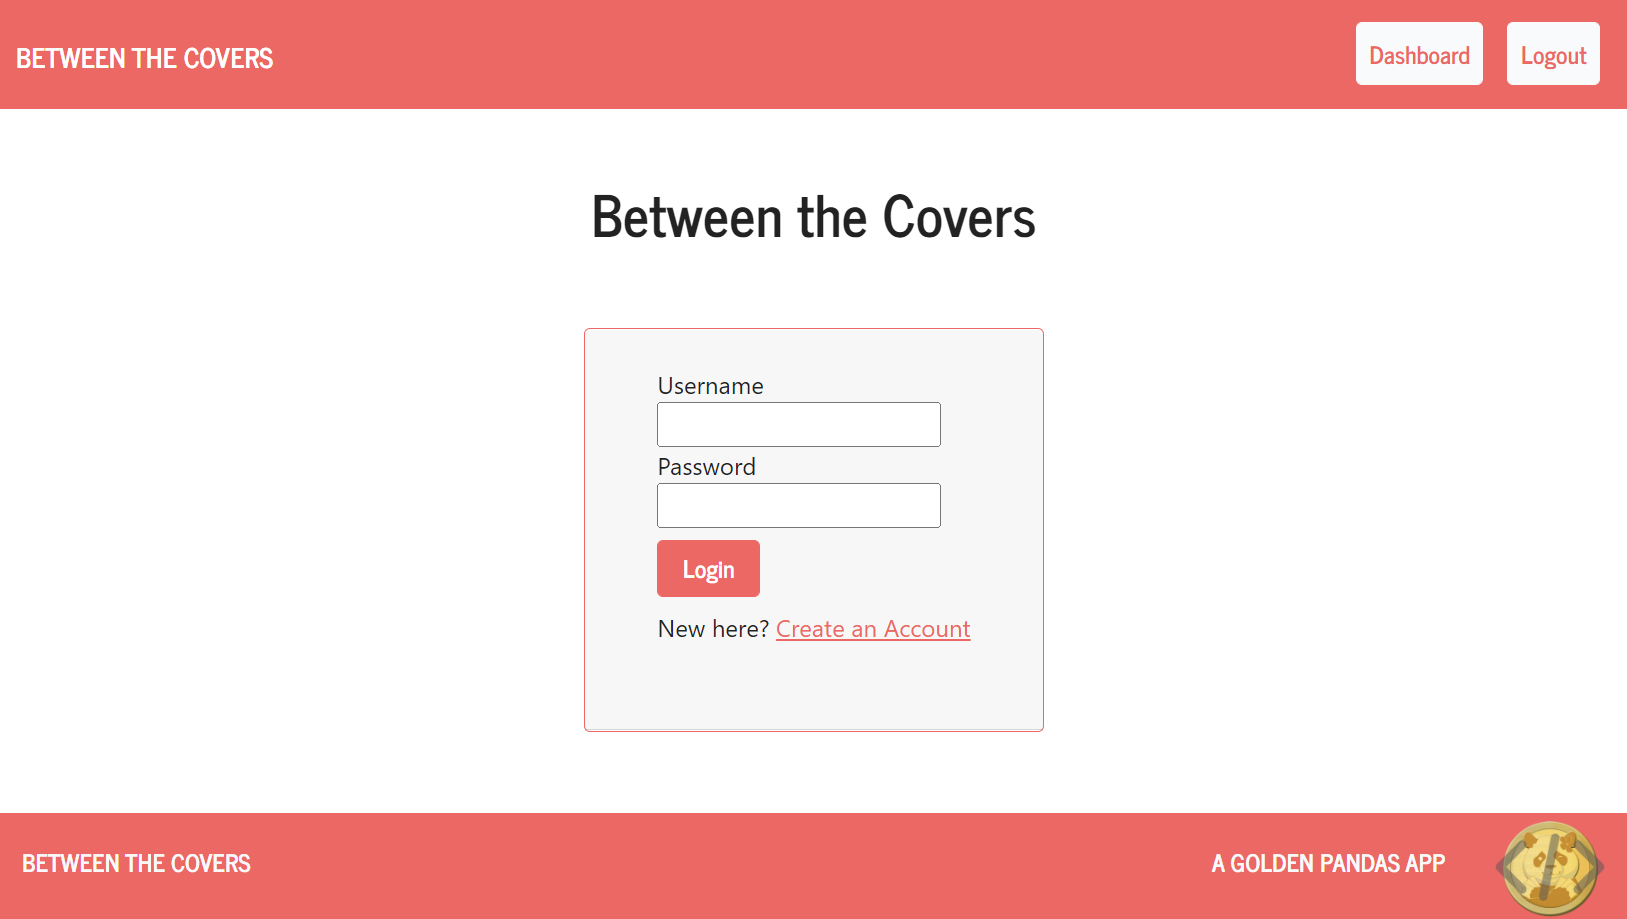 BETWEEN THE COVERS
Dashboard
Logout
Between the Covers
Username
Password
Login
New here? Create an Account
BETWEEN THE COVERS
A GOLDEN PANDAS APP